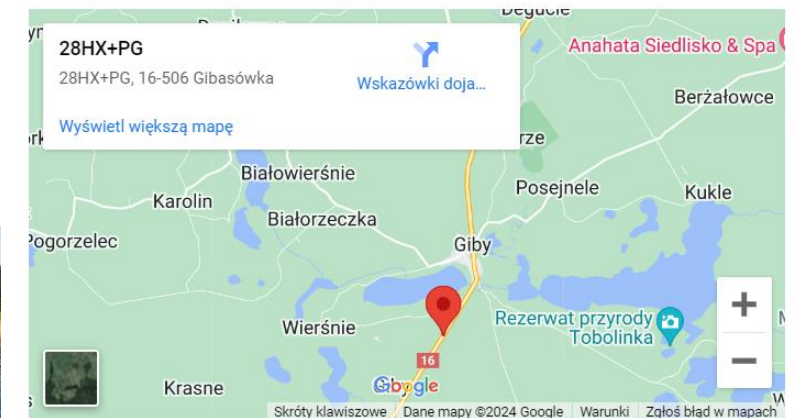 Degucie
28HX+PG
28HX+PG, 16-506 Gibasówka
Wskazówki doja...
Wyświetl większą mapę
Anahata Siedlisko & Spa
Berżałowce
Białowierśnie
Posejnele
Kukle
Karolin
Białorzeczka
Pogorzelec
Giby
Wierśnie
Rezerwat przyrody
Tobolinka
16
Krasne
Google
Skróty klawiszowe
Dane mapy ©2024 Google
Warunki
Zgłoś błąd w mapach